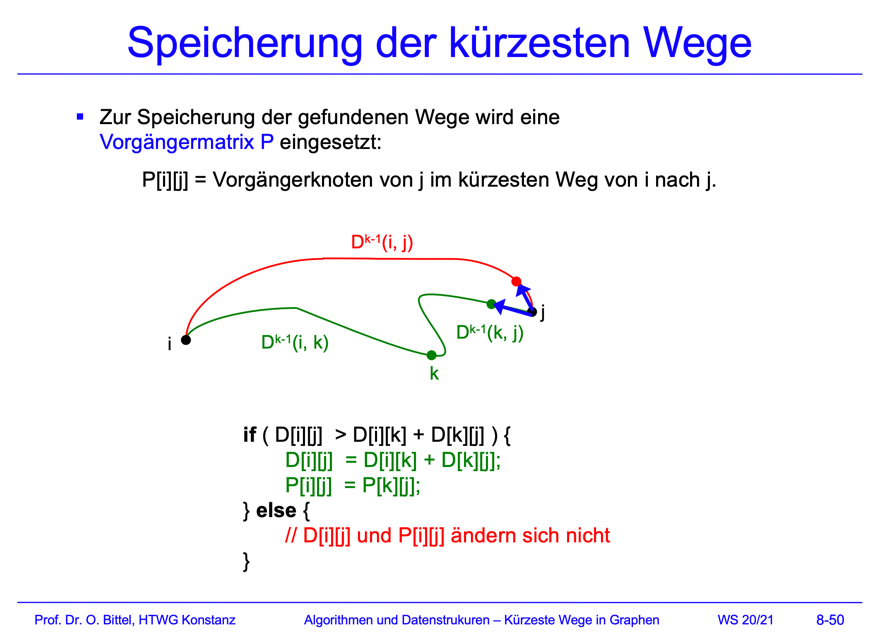 Speicherung der kürzesten Wege
▪ Zur Speicherung der gefundenen Wege wird eine
Vorgängermatrix P eingesetzt:
P[i][j] = Vorgängerknoten von j im kürzesten Weg von i nach j.
Dᵏ⁻¹(i, j)
j
Dᵏ⁻¹(k, j)
i
Dᵏ⁻¹(i, k)
k
if ( D[i][j] > D[i][k] + D[k][j] ) {
D[i][j] = D[i][k] + D[k][j];
P[i][j] = P[k][j];
} else {
// D[i][j] und P[i][j] ändern sich nicht
}
Prof. Dr. O. Bittel, HTWG Konstanz Algorithmen und Datenstrukuren – Kürzeste Wege in Graphen WS 20/21 8-50